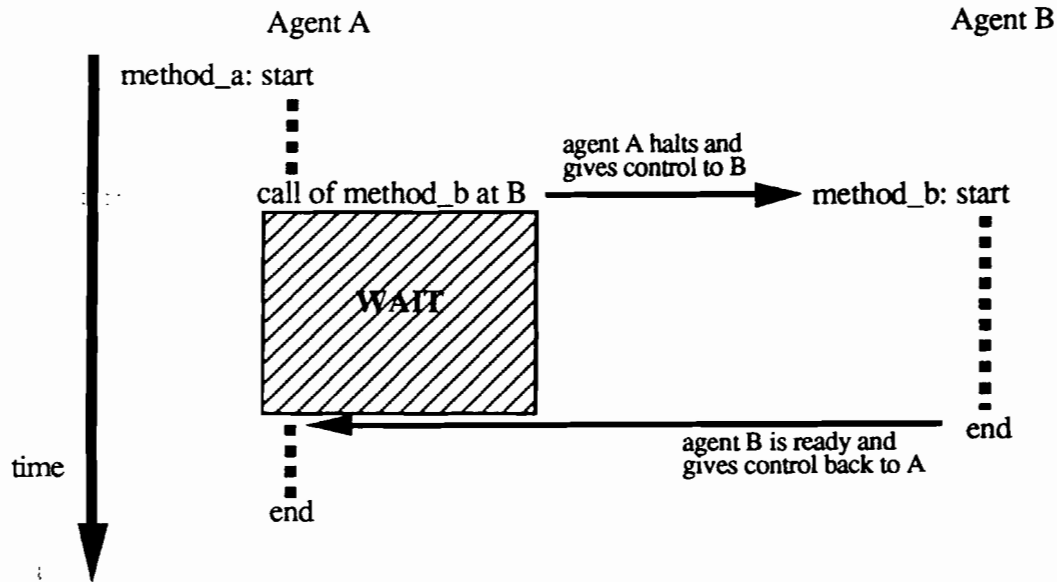 Agent A
Agent B
method_a: start
agent A halts and
gives control to B
call of method_b at B
method_b: start
WAIT
end
agent B is ready and
gives control back to A
time
end